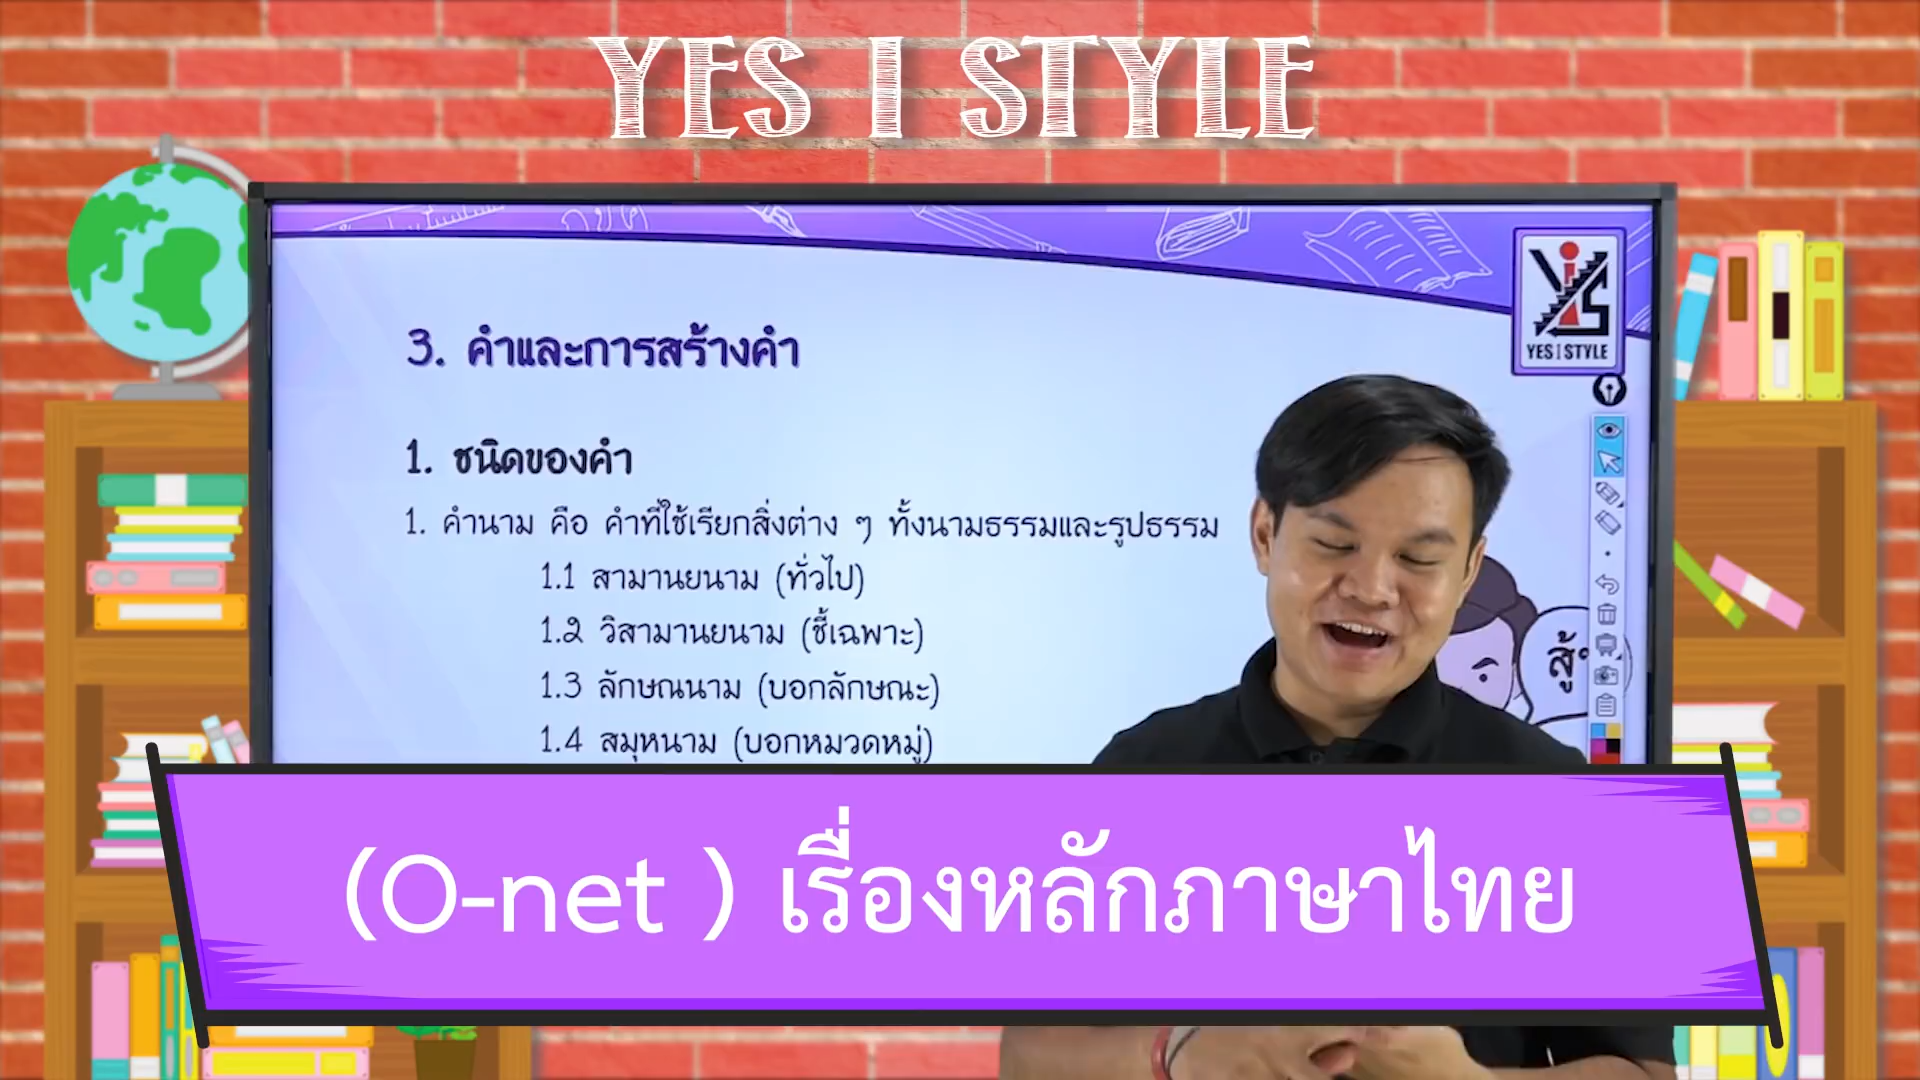 YES I STYLE
กขค
YES I STYLE
3. คำและการสร้างคำ
1. ชนิดของคำ
1. คำนาม คือ คำที่ใช้เรียกสิ่งต่าง ๆ ทั้งนามธรรมและรูปธรรม
1.1 สามานยนาม (ทั่วไป)
1.2 วิสามานยนาม (ชี้เฉพาะ)
1.3 ลักษณนาม (บอกลักษณะ)
1.4 สมุหนาม (บอกหมวดหมู่)
(O-net ) เรื่องหลักภาษาไทย